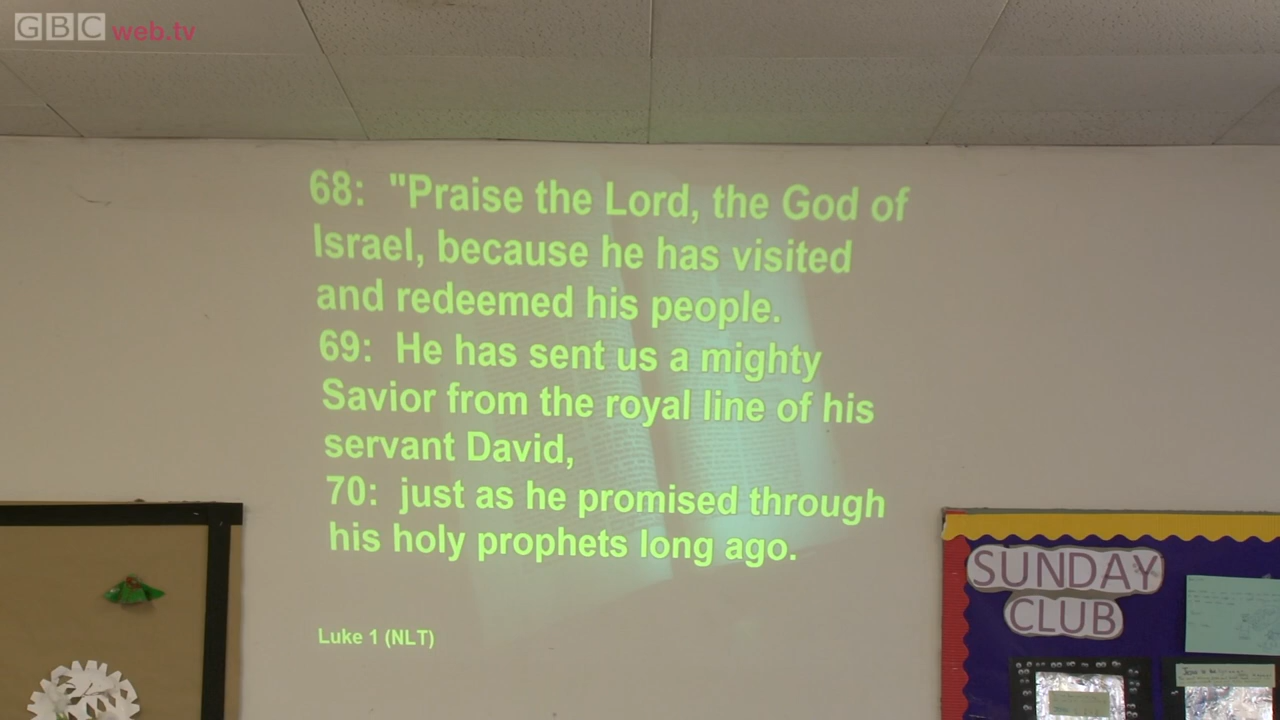 GBC web.tv
68: "Praise the Lord, the God of
Israel, because he has visited
and redeemed his people.
69: He has sent us a mighty
Savior from the royal line of his
servant David,
70: just as he promised through
his holy prophets long ago.
Luke 1 (NLT)
SUNDAY
CLUB